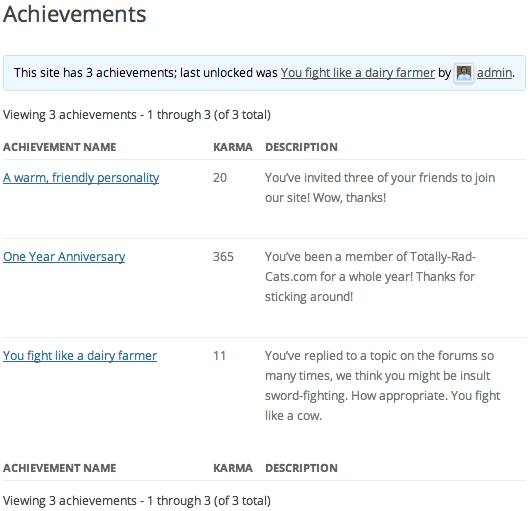 Achievements
This site has 3 achievements; last unlocked was You fight like a dairy farmer by admin.
Viewing 3 achievements - 1 through 3 (of 3 total)
ACHIEVEMENT NAME KARMA DESCRIPTION
A warm, friendly personality 20 You've invited three of your friends to join
our site! Wow, thanks!
One Year Anniversary 365 You've been a member of Totally-Rad-
Cats.com for a whole year! Thanks for
sticking around!
You fight like a dairy farmer 11 You've replied to a topic on the forums so
many times, we think you might be insult
sword-fighting. How appropriate. You fight
like a cow.
ACHIEVEMENT NAME KARMA DESCRIPTION
Viewing 3 achievements - 1 through 3 (of 3 total)